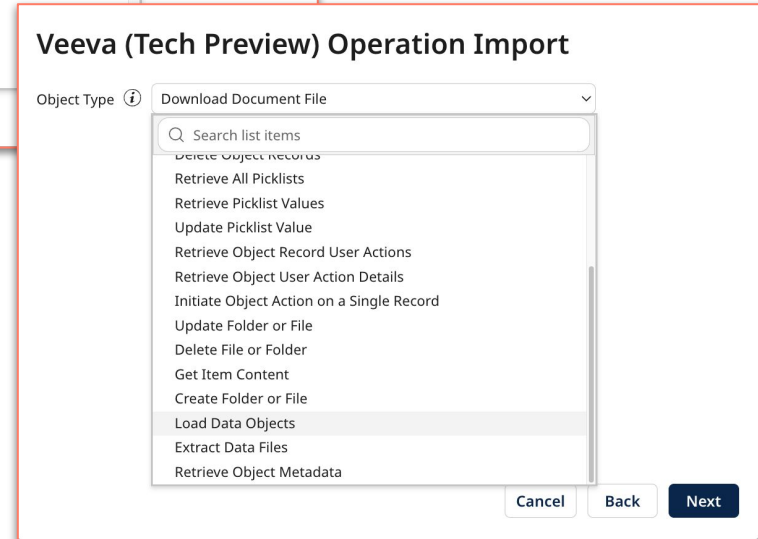 Veeva (Tech Preview) Operation Import
Object Type i Download Document File
Search list items
Delete Object Records
Retrieve All Picklists
Retrieve Picklist Values
Update Picklist Value
Retrieve Object Record User Actions
Retrieve Object User Action Details
Initiate Object Action on a Single Record
Update Folder or File
Delete File or Folder
Get Item Content
Create Folder or File
Load Data Objects
Extract Data Files
Retrieve Object Metadata
Cancel Back Next